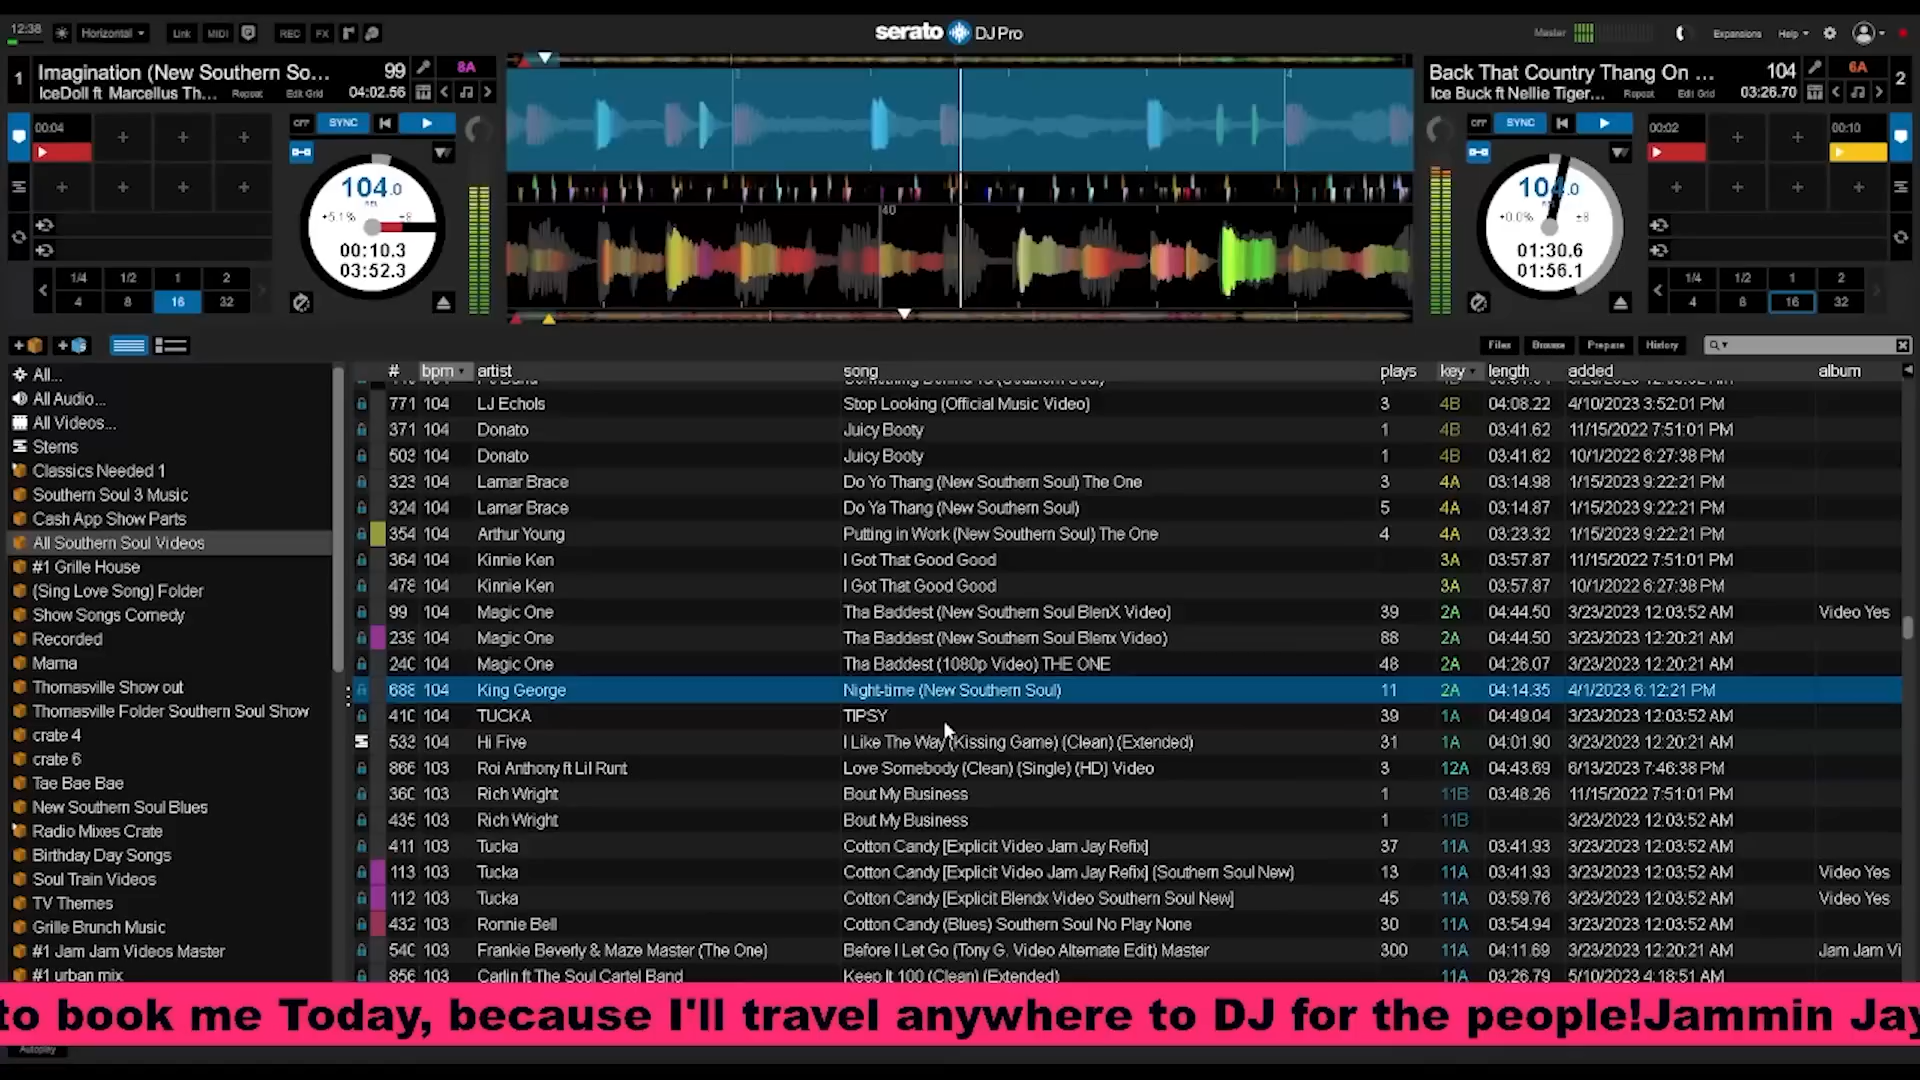 12:38 Horizontal Link MIDI REC FX serato DJ Pro Master Expansions Help
1 Imagination (New Southern So... 99 8A
IceDoll ft Marcellus Th... Repeat Edit Grid 04:02.56
00:04
OFF SYNC
104.0
+5.1% ±8
00:10.3
03:52.3
1/4 1/2 1 2
4 8 16 32
40
4
Back That Country Thang On ... 104 6A 2
Ice Buck ft Nellie Tiger... Repeat Edit Grid 03:26.70
OFF SYNC
00:02 00:10
104.0
+0.0% ±8
01:30.6
01:56.1
1/4 1/2 1 2
4 8 16 32
Files Browse Prepare History
All...
All Audio...
All Videos...
Stems
Classics Needed 1
Southern Soul 3 Music
Cash App Show Parts
All Southern Soul Videos
#1 Grille House
(Sing Love Song) Folder
Show Songs Comedy
Recorded
Mama
Thomasville Show out
Thomasville Folder Southern Soul Show
crate 4
crate 6
Tae Bae Bae
New Southern Soul Blues
Radio Mixes Crate
Birthday Day Songs
Soul Train Videos
TV Themes
Grille Brunch Music
#1 Jam Jam Videos Master
#1 urban mix
# bpm artist song plays key length added album
771 104 LJ Echols Stop Looking (Official Music Video) 3 4B 04:08.22 4/10/2023 3:52:01 PM
371 104 Donato Juicy Booty 1 4B 03:41.62 11/15/2022 7:51:01 PM
503 104 Donato Juicy Booty 1 4B 03:41.62 10/1/2022 6:27:38 PM
323 104 Lamar Brace Do Yo Thang (New Southern Soul) The One 3 4A 03:14.98 1/15/2023 9:22:21 PM
324 104 Lamar Brace Do Ya Thang (New Southern Soul) 5 4A 03:14.87 1/15/2023 9:22:21 PM
354 104 Arthur Young Putting in Work (New Southern Soul) The One 4 4A 03:23.32 1/15/2023 9:22:21 PM
364 104 Kinnie Ken I Got That Good Good 3A 03:57.87 11/15/2022 7:51:01 PM
478 104 Kinnie Ken I Got That Good Good 3A 03:57.87 10/1/2022 6:27:38 PM
99 104 Magic One Tha Baddest (New Southern Soul BlenX Video] 39 2A 04:44.50 3/23/2023 12:03:52 AM Video Yes
239 104 Magic One Tha Baddest (New Southern Soul Blenx Video) 88 2A 04:44.50 3/23/2023 12:20:21 AM
240 104 Magic One Tha Baddest (1080p Video) THE ONE 48 2A 04:26.07 3/23/2023 12:20:21 AM
688 104 King George Night-time (New Southern Soul) 11 2A 04:14.35 4/1/2023 6:12:21 PM
410 104 TUCKA TIPSY 39 1A 04:49.04 3/23/2023 12:03:52 AM
533 104 Hi Five I Like The Way (Kissing Game) (Clean) (Extended) 31 1A 04:01.90 3/23/2023 12:20:21 AM
866 103 Roi Anthony ft Lil Runt Love Somebody (Clean) (Single) (HD) Video 3 12A 04:43.69 6/13/2023 7:46:38 PM
360 103 Rich Wright Bout My Business 1 11B 03:48.26 11/15/2022 7:51:01 PM
435 103 Rich Wright Bout My Business 1 11B 3/23/2023 12:03:52 AM
411 103 Tucka Cotton Candy [Explicit Video Jam Jay Refix] 37 11A 03:41.93 3/23/2023 12:03:52 AM
113 103 Tucka Cotton Candy [Explicit Video Jam Jay Refix] (Southern Soul New) 13 11A 03:41.93 3/23/2023 12:03:52 AM Video Yes
112 103 Tucka Cotton Candy [Explicit Blendx Video Southern Soul New] 45 11A 03:59.76 3/23/2023 12:03:52 AM Video Yes
432 103 Ronnie Bell Cotton Candy (Blues) Southern Soul No Play None 30 11A 03:54.94 3/23/2023 12:03:52 AM
540 103 Frankie Beverly & Maze Master (The One) Before I Let Go (Tony G. Video Alternate Edit) Master 300 11A 04:11.69 3/23/2023 12:20:21 AM Jam Jam Vi
856 103 Carlin ft The Soul Cartel Band Keep It 100 (Clean) (Extended) 11A 03:26.79 5/10/2023 4:18:51 AM
to book me Today, because I'll travel anywhere to DJ for the people!Jammin Jay
Autoplay